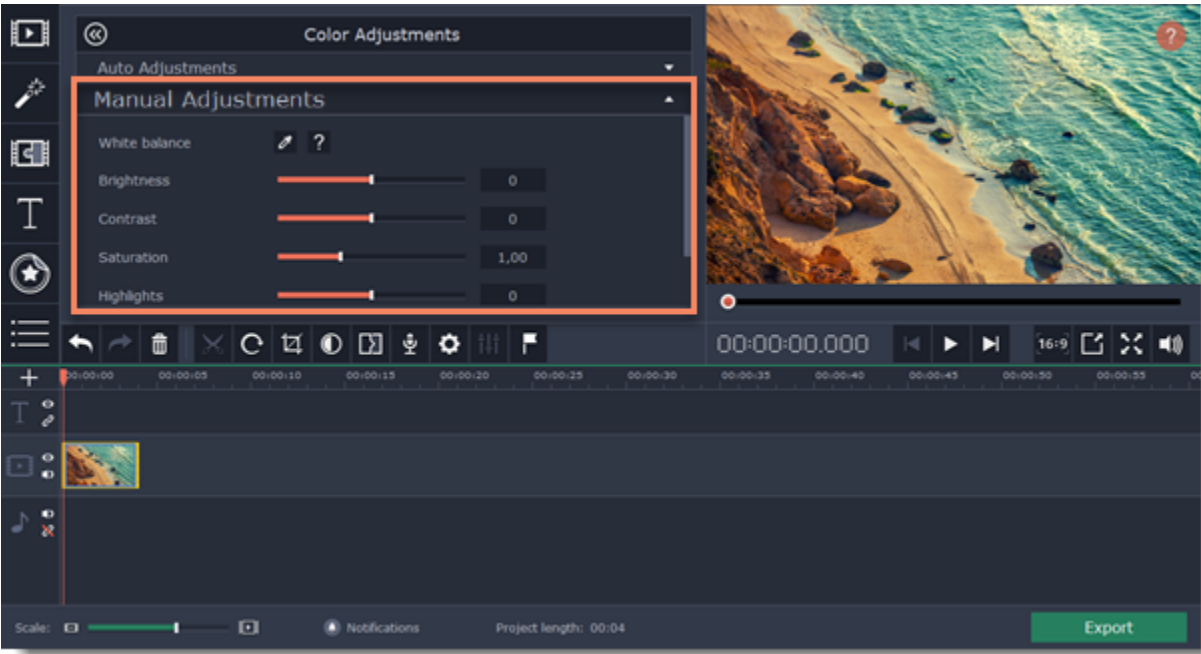 Color Adjustments
?
Auto Adjustments
Manual Adjustments
White balance ?
Brightness 0
Contrast 0
Saturation 1,00
Highlights 0
T
00:00:00.000 16:9
00:00:00 00:00:05 00:00:10 00:00:15 00:00:20 00:00:25 00:00:30 00:00:35 00:00:40 00:00:45 00:00:50 00:00:55 00
T
Scale: Notifications Project length: 00:04 Export